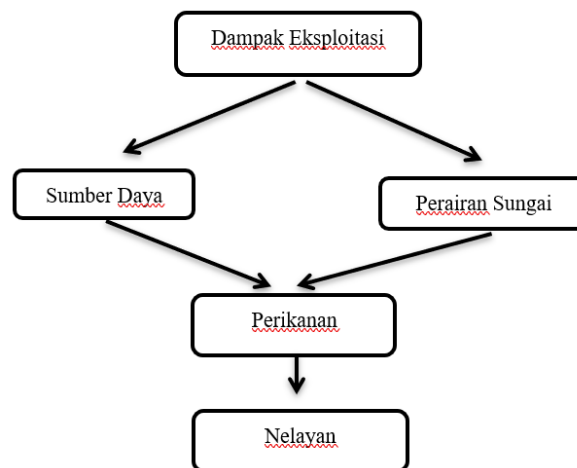 Dampak Eksploitasi
Sumber Daya
Perairan Sungai
Perikanan
Nelayan